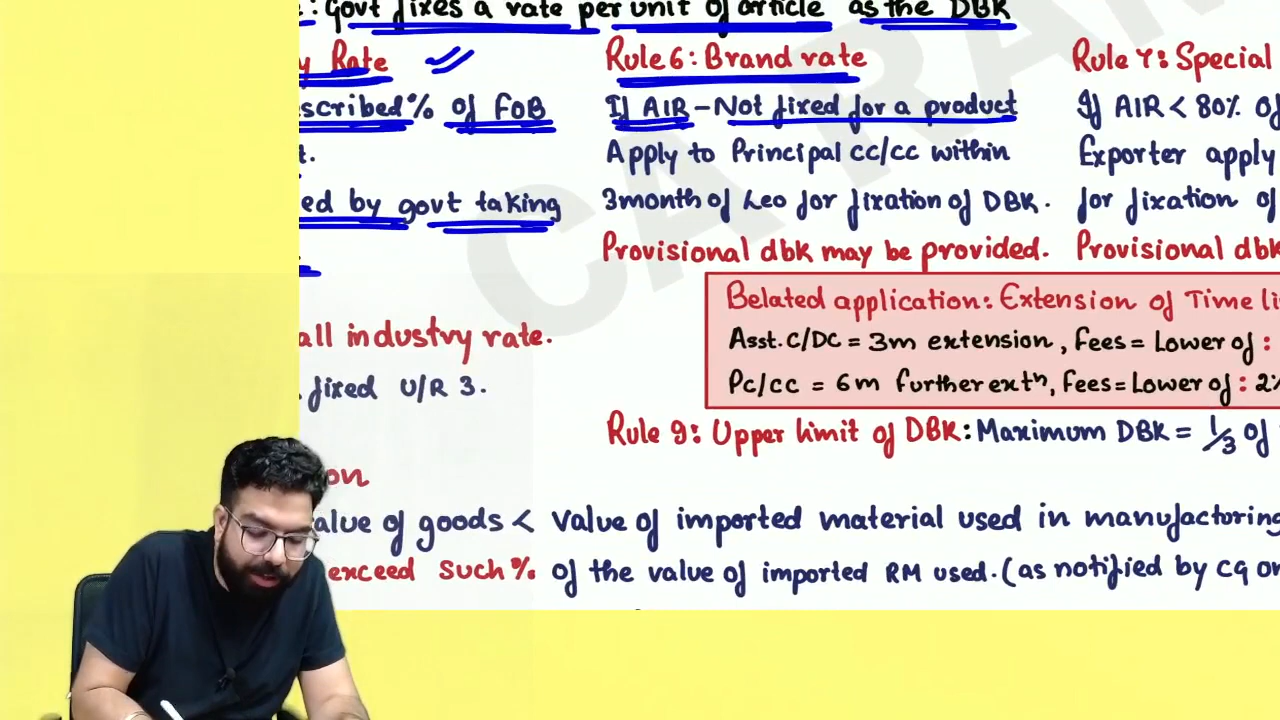 : Govt fixes a rate per unit of article as the DBK
y Rate
Rule 6: Brand rate
Rule 7: Special
escribed% of FOB
If AIR - Not fixed for a product
If AIR < 80% of
t.
Apply to Principal CC/CC within
Exporter apply
ed by govt taking
3month of Leo for fixation of DBK.
for fixation of
Provisional dbk may be provided.
Provisional dbk
Belated application: Extension of Time li
all industry rate.
Asst. C/DC = 3m extension, Fees = Lower of :
fixed U/R 3.
Pc/cc = 6m further extn, Fees = Lower of : 2%
Rule 9: Upper limit of DBK: Maximum DBK = 1/3 of
on
alue of goods < value of imported material used in manufacturing
exceed Such % of the value of imported RM used. (as notified by CG or
CA RAM